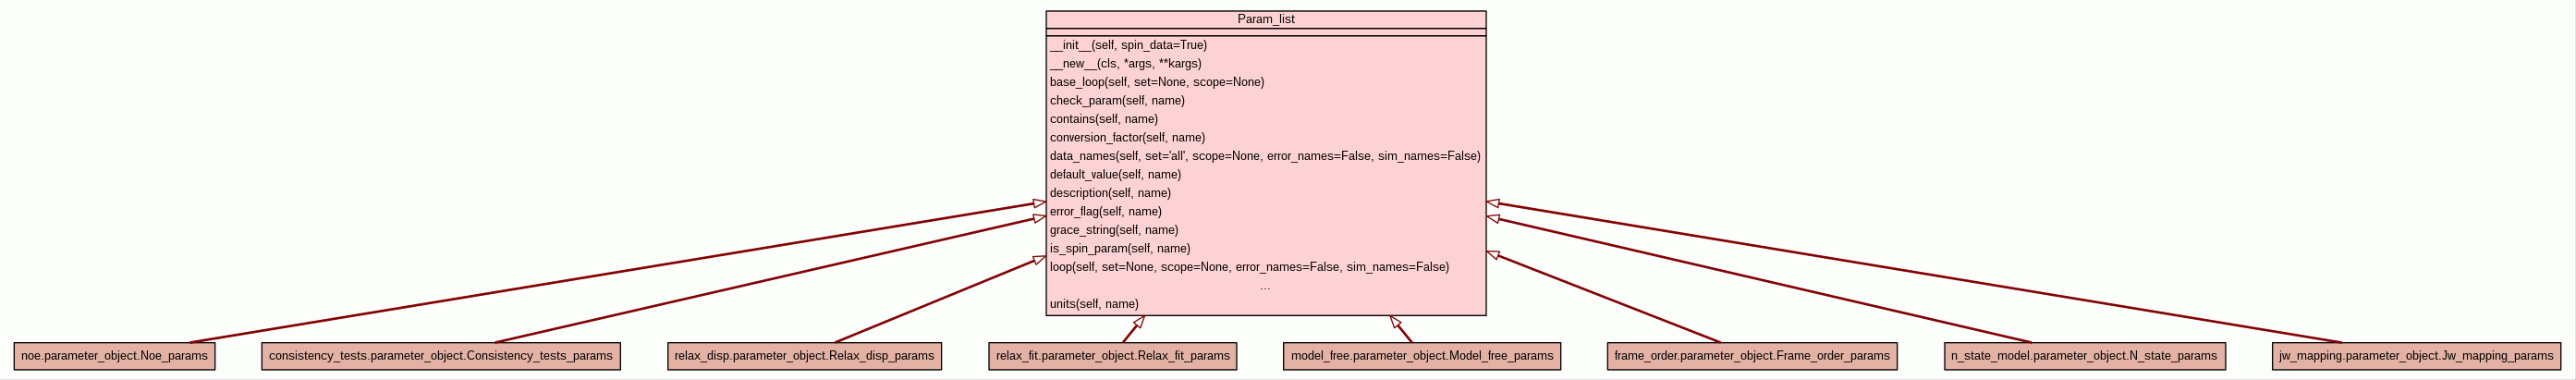 Param_list
__init__(self, spin_data=True)
__new__(cls, *args, **kargs)
base_loop(self, set=None, scope=None)
check_param(self, name)
contains(self, name)
conversion_factor(self, name)
data_names(self, set='all', scope=None, error_names=False, sim_names=False)
default_value(self, name)
description(self, name)
error_flag(self, name)
grace_string(self, name)
is_spin_param(self, name)
loop(self, set=None, scope=None, error_names=False, sim_names=False)
...
units(self, name)
noe.parameter_object.Noe_params
consistency_tests.parameter_object.Consistency_tests_params
relax_disp.parameter_object.Relax_disp_params
relax_fit.parameter_object.Relax_fit_params
model_free.parameter_object.Model_free_params
frame_order.parameter_object.Frame_order_params
n_state_model.parameter_object.N_state_params
jw_mapping.parameter_object.Jw_mapping_params